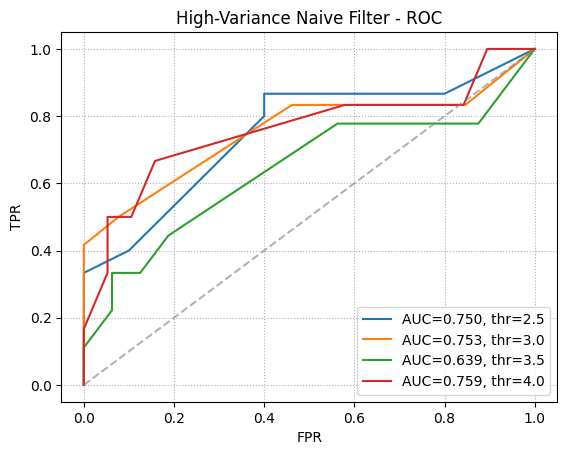 High-Variance Naive Filter - ROC
1.0
0.8
0.6
0.4
0.2
0.0
TPR
0.0 0.2 0.4 0.6 0.8 1.0
FPR
AUC=0.750, thr=2.5
AUC=0.753, thr=3.0
AUC=0.639, thr=3.5
AUC=0.759, thr=4.0